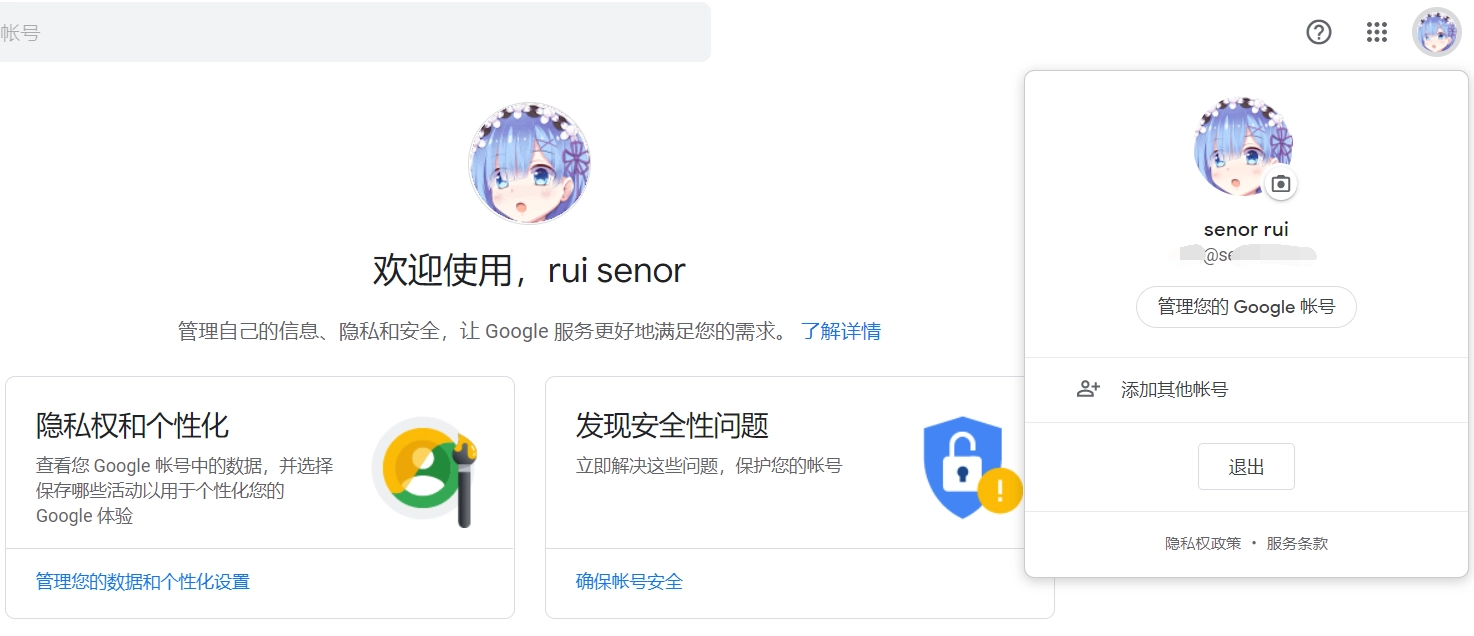 帐号
欢迎使用，rui senor
管理自己的信息、隐私和安全，让 Google 服务更好地满足您的需求。 了解详情
隐私权和个性化
查看您 Google 帐号中的数据，并选择
保存哪些活动以用于个性化您的
Google 体验
管理您的数据和个性化设置
发现安全性问题
立即解决这些问题，保护您的帐号
确保帐号安全
senor rui
@se
管理您的 Google 帐号
添加其他帐号
退出
隐私权政策 • 服务条款